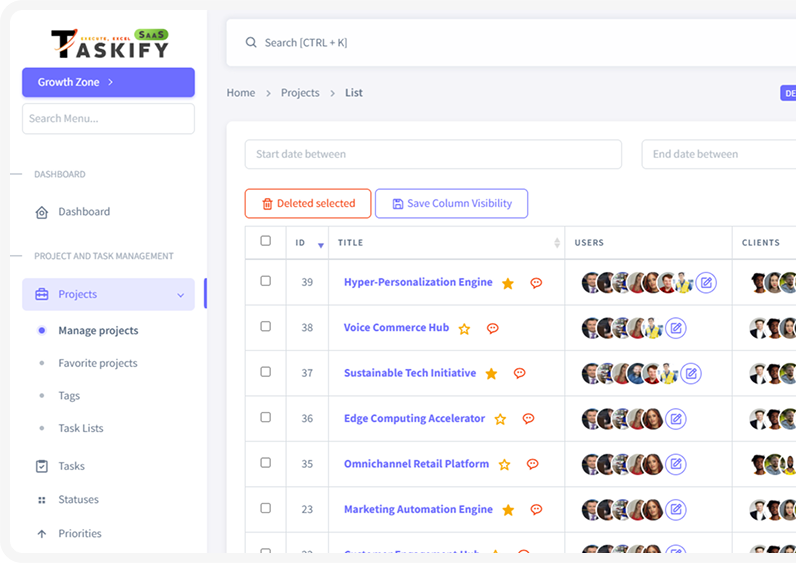 EXECUTE, EXCEL SAAS
TASKIFY
Growth Zone >
Search Menu...
DASHBOARD
Dashboard
PROJECT AND TASK MANAGEMENT
Projects
Manage projects
Favorite projects
Tags
Task Lists
Tasks
Statuses
Priorities
Search [CTRL + K]
Home > Projects > List
DE
Start date between
End date between
Deleted selected
Save Column Visibility
ID TITLE USERS CLIENTS
39 Hyper-Personalization Engine
38 Voice Commerce Hub
37 Sustainable Tech Initiative
36 Edge Computing Accelerator
35 Omnichannel Retail Platform
23 Marketing Automation Engine